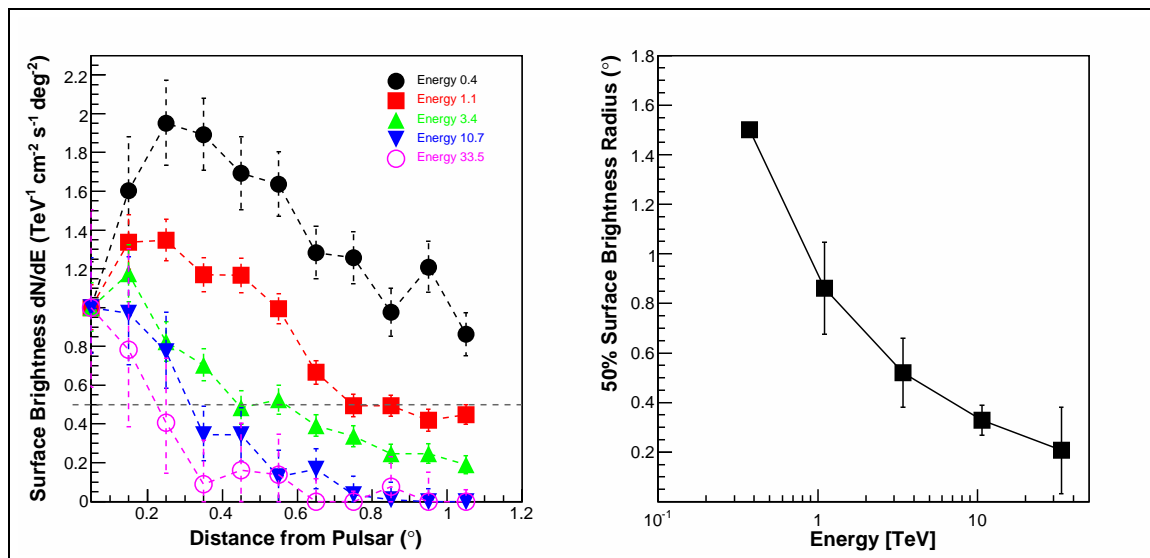 Surface Brightness dN/dE (TeV⁻¹ cm⁻² s⁻¹ deg⁻²)
2.2
2
1.8
1.6
1.4
1.2
1
0.8
0.6
0.4
0.2
0
Energy 0.4
Energy 1.1
Energy 3.4
Energy 10.7
Energy 33.5
0.2 0.4 0.6 0.8 1 1.2
Distance from Pulsar (°)
50% Surface Brightness Radius (°)
1.8
1.6
1.4
1.2
1
0.8
0.6
0.4
0.2
10⁻¹ 1 10
Energy [TeV]